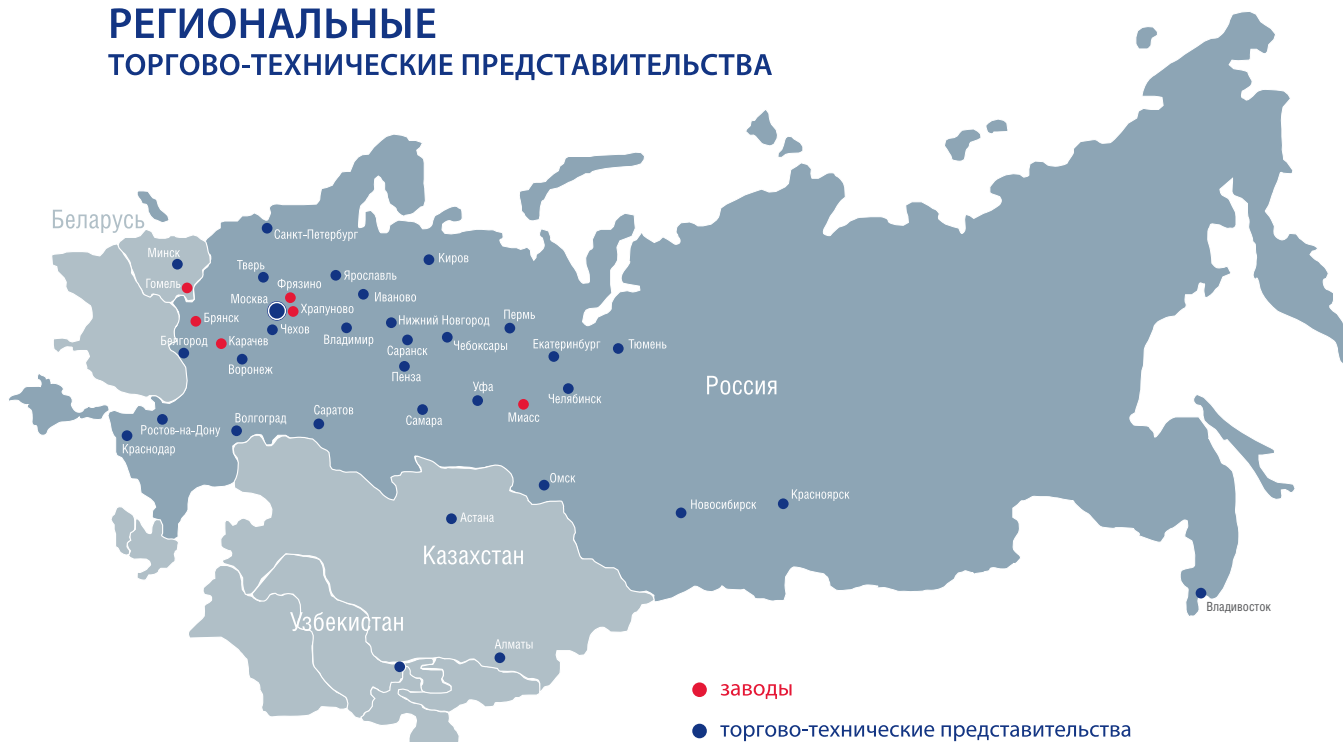 РЕГИОНАЛЬНЫЕ
ТОРГОВО-ТЕХНИЧЕСКИЕ ПРЕДСТАВИТЕЛЬСТВА
Беларусь
Санкт-Петербург
Минск
Киров
Тверь
Ярославль
Гомель
Фрязино
Иваново
Москва
Храпуново
Брянск
Нижний Новгород
Пермь
Чехов
Белгород
Карачев
Владимир
Чебоксары
Екатеринбург
Тюмень
Саранск
Воронеж
Пенза
Россия
Уфа
Челябинск
Саратов
Волгоград
Самара
Миасс
Ростов-на-Дону
Краснодар
Омск
Красноярск
Новосибирск
Астана
Казахстан
Владивосток
Узбекистан
Алматы
заводы
торгово-технические представительства